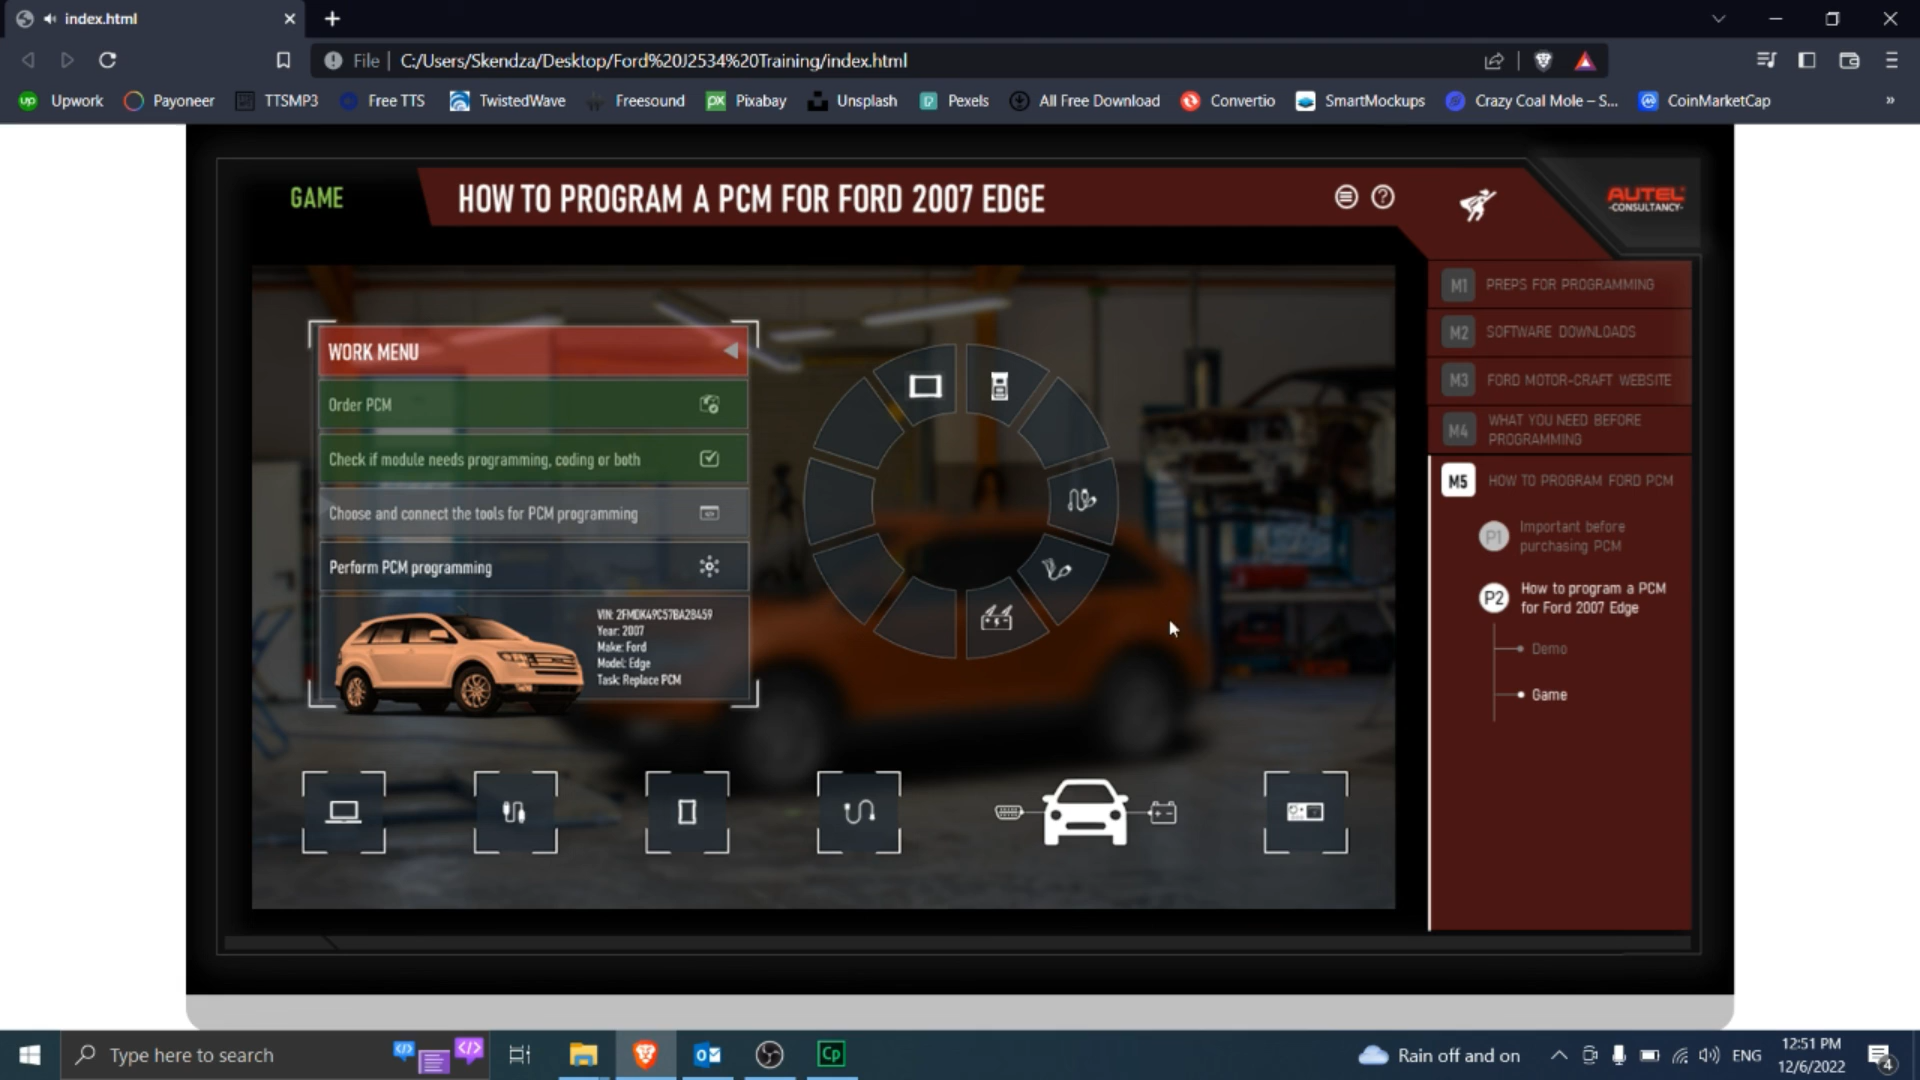 index.html
File | C:/Users/Skendza/Desktop/Ford%20J2534%20Training/index.html
Upwork Payoneer TTSMP3 Free TTS TwistedWave Freesound Pixabay Unsplash Pexels All Free Download Convertio SmartMockups Crazy Coal Mole – S... CoinMarketCap »
GAME
HOW TO PROGRAM A PCM FOR FORD 2007 EDGE
AUTEL
-CONSULTANCY-
WORK MENU
Order PCM
Check if module needs programming, coding or both
Choose and connect the tools for PCM programming
Perform PCM programming
VIN: 2FMDK49C57BA28459
Year: 2007
Make: Ford
Model: Edge
Task: Replace PCM
M1 PREPS FOR PROGRAMMING
M2 SOFTWARE DOWNLOADS
M3 FORD MOTOR-CRAFT WEBSITE
M4 WHAT YOU NEED BEFORE
PROGRAMMING
M5 HOW TO PROGRAM FORD PCM
P1 Important before
purchasing PCM
P2 How to program a PCM
for Ford 2007 Edge
Demo
Game
Type here to search
Rain off and on
ENG
12:51 PM
12/6/2022
4